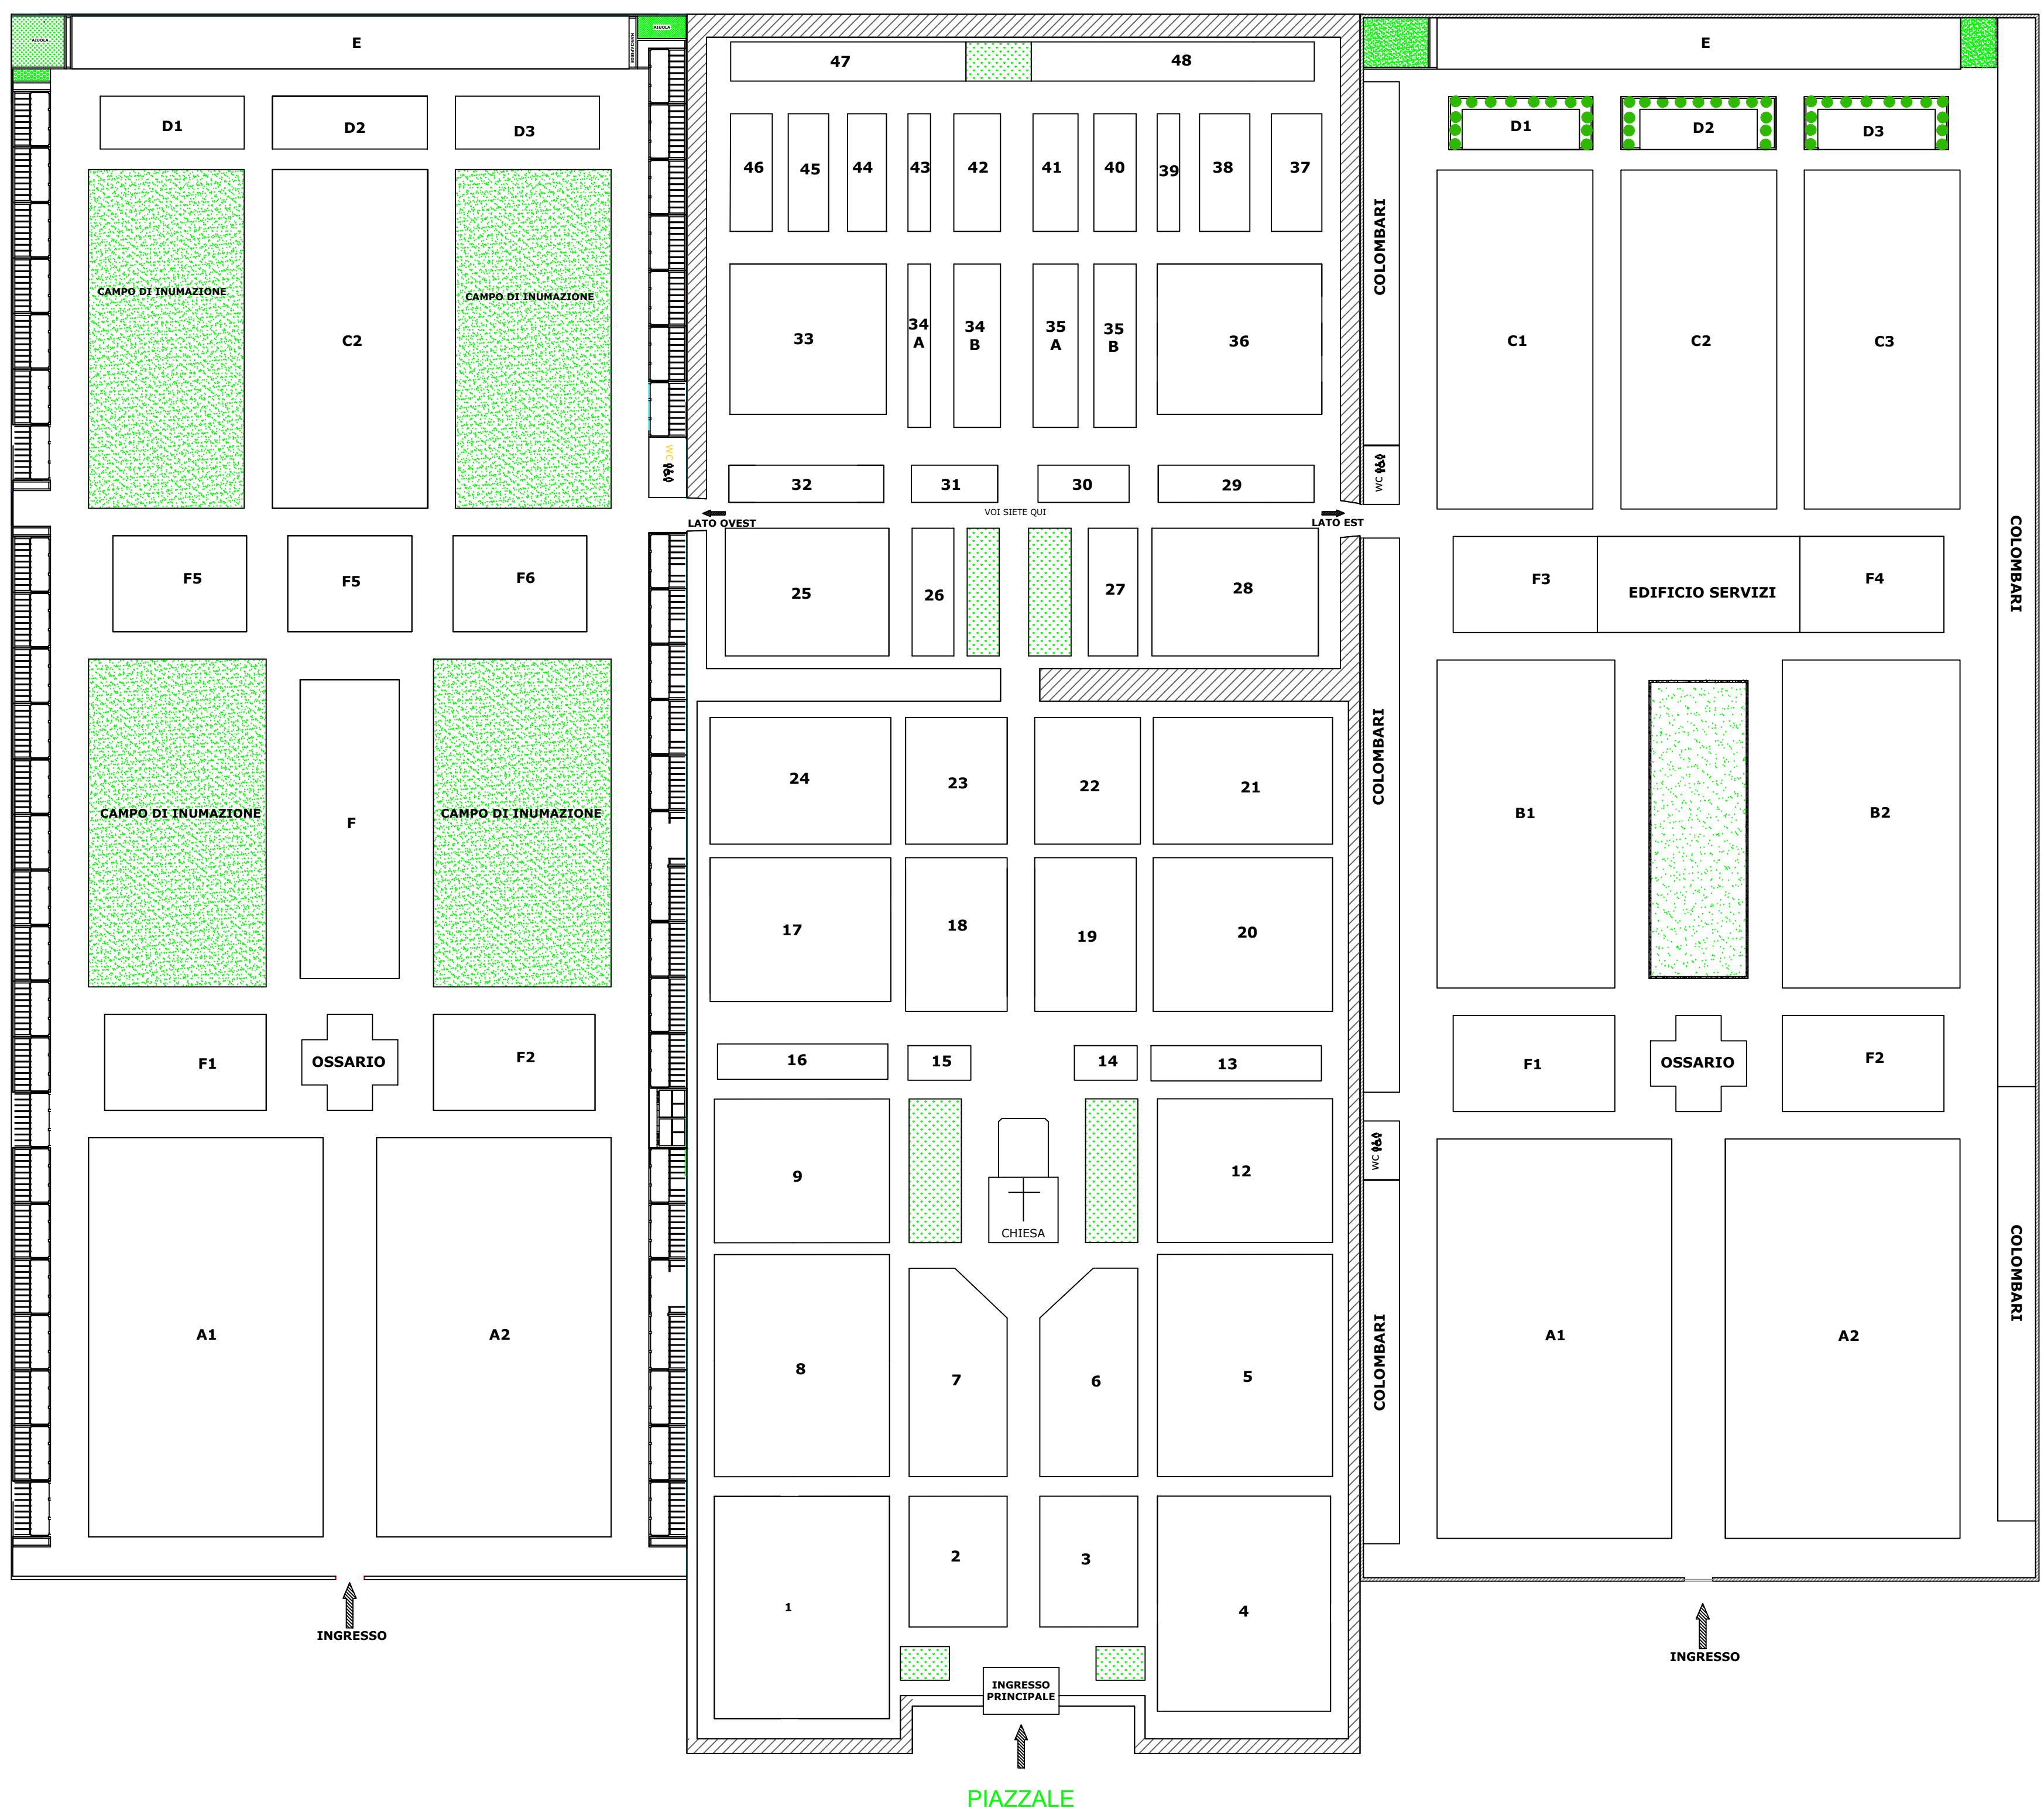 AIUOLA
E
MARCIAPIEDE
AIUOLA
D1
D2
D3
CAMPO DI INUMAZIONE
C2
CAMPO DI INUMAZIONE
WC
F5
F5
F6
CAMPO DI INUMAZIONE
F
CAMPO DI INUMAZIONE
F1
OSSARIO
F2
A1
A2
INGRESSO
47
48
46
45
44
43
42
41
40
39
38
37
33
34
A
34
B
35
A
35
B
36
32
31
30
29
VOI SIETE QUI
LATO OVEST
LATO EST
25
26
27
28
24
23
22
21
17
18
19
20
16
15
14
13
9
CHIESA
12
8
7
6
5
1
2
3
4
INGRESSO
PRINCIPALE
PIAZZALE
E
D1
D2
D3
COLOMBARI
C1
C2
C3
WC
F3
EDIFICIO SERVIZI
F4
COLOMBARI
COLOMBARI
B1
B2
F1
OSSARIO
F2
WC
A1
A2
COLOMBARI
COLOMBARI
INGRESSO